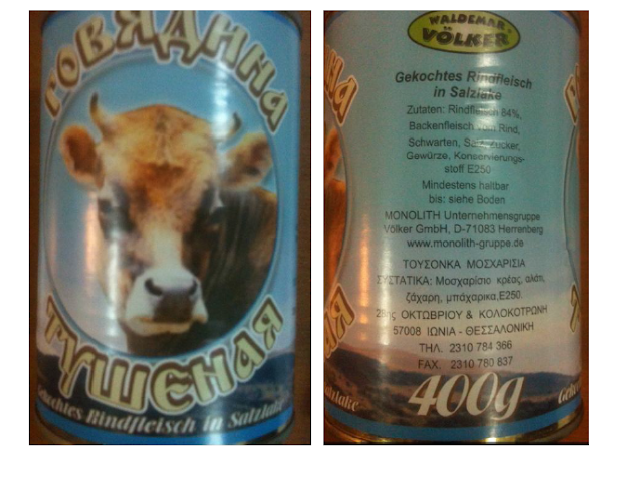 ГОВЯДИНА
ТУШЕНАЯ
Gekochtes Rindfleisch in Salzlake
WALDEMAR
VÖLKER
Gekochtes Rindfleisch
in Salzlake
Zutaten: Rindfleisch 84%,
Backenfleisch vom Rind,
Schwarten, Salz, Zucker,
Gewürze, Konservierungs-
stoff E250
Mindestens haltbar
bis: siehe Boden
MONOLITH Unternehmensgruppe
Völker GmbH, D-71083 Herrenberg
www.monolith-gruppe.de
ΤΟΥΣΟΝΚΑ ΜΟΣΧΑΡΙΣΙΑ
ΣΥΣΤΑΤΙΚΑ: Μοσχαρίσιο κρέας, αλάτι,
ζάχαρη, μπάχαρικα, E250.
28ης ΟΚΤΩΒΡΙΟΥ & ΚΟΛΟΚΟΤΡΩΝΗ
57008 ΙΩΝΙΑ - ΘΕΣΣΑΛΟΝΙΚΗ
ΤΗΛ. 2310 784 366
FAX. 2310 780 837
400g